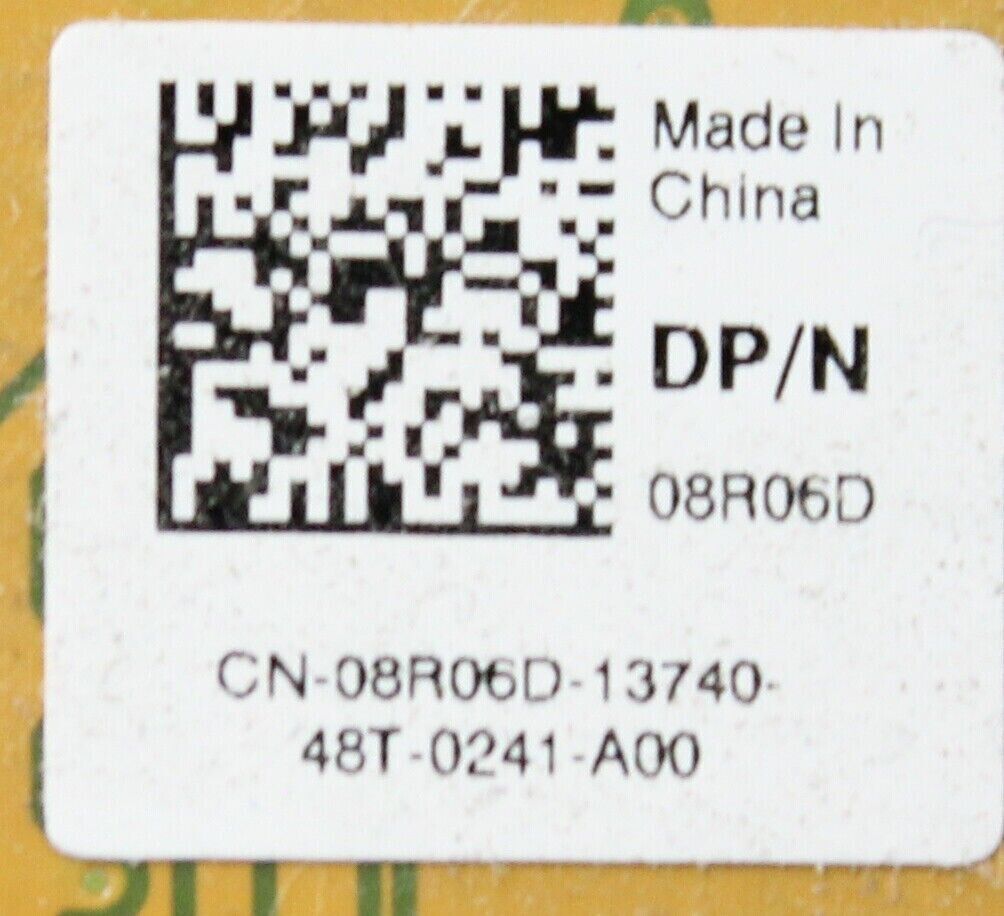 Made In
China
DP/N
08R06D
CN-08R06D-13740-
48T-0241-A00